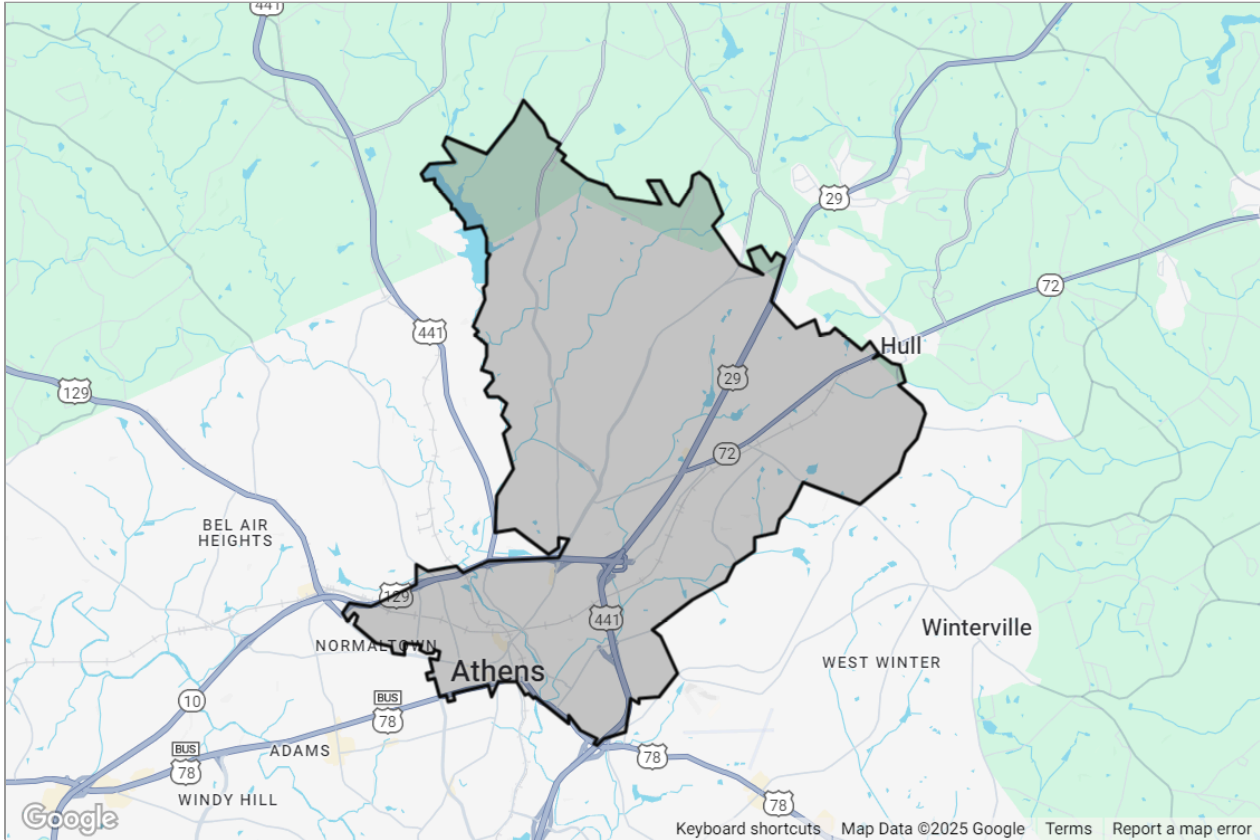 441
29
72
441
Hull
129
29
72
BEL AIR
HEIGHTS
129
441
NORMALTOWN
Winterville
WEST WINTER
Athens
10
BUS
78
ADAMS
BUS
78
78
WINDY HILL
78
Google
Keyboard shortcuts Map Data ©2025 Google Terms Report a map error